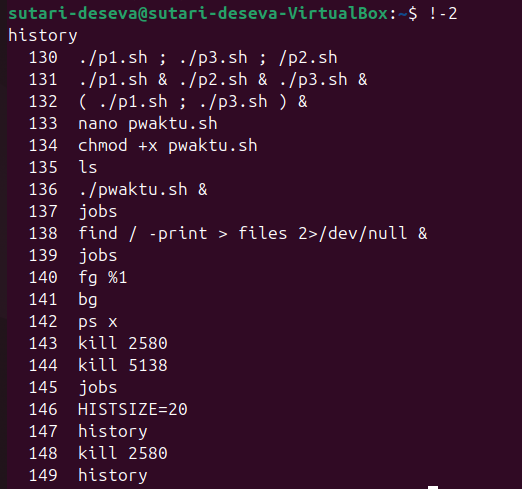 sutari-deseva@sutari-deseva-VirtualBox:~$ !-2
history
130 ./p1.sh ; ./p3.sh ; /p2.sh
131 ./p1.sh & ./p2.sh & ./p3.sh &
132 ( ./p1.sh ; ./p3.sh ) &
133 nano pwaktu.sh
134 chmod +x pwaktu.sh
135 ls
136 ./pwaktu.sh &
137 jobs
138 find / -print > files 2>/dev/null &
139 jobs
140 fg %1
141 bg
142 ps x
143 kill 2580
144 kill 5138
145 jobs
146 HISTSIZE=20
147 history
148 kill 2580
149 history